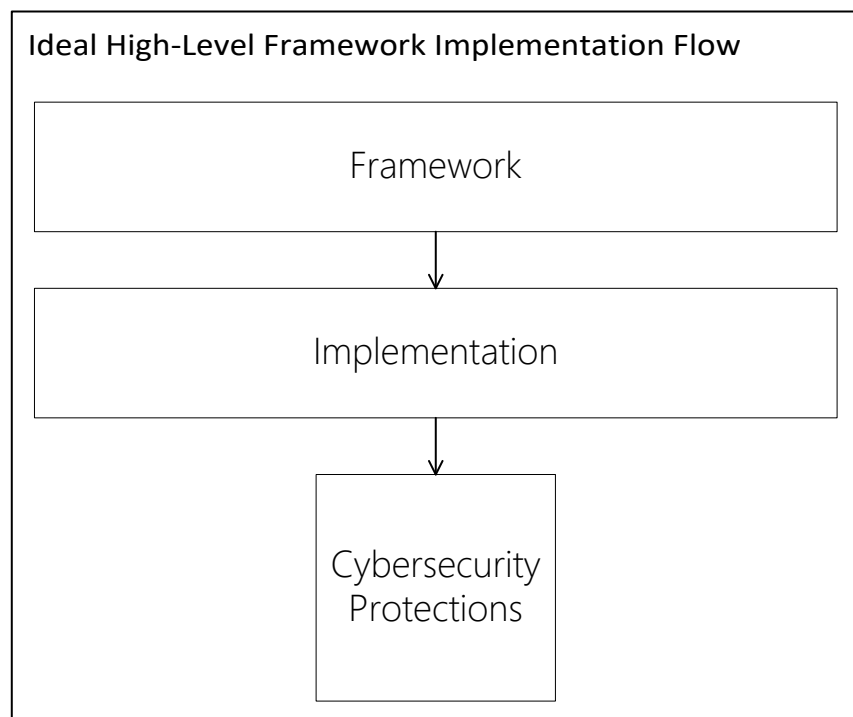 Ideal High-Level Framework Implementation Flow
Framework
Implementation
Cybersecurity
Protections